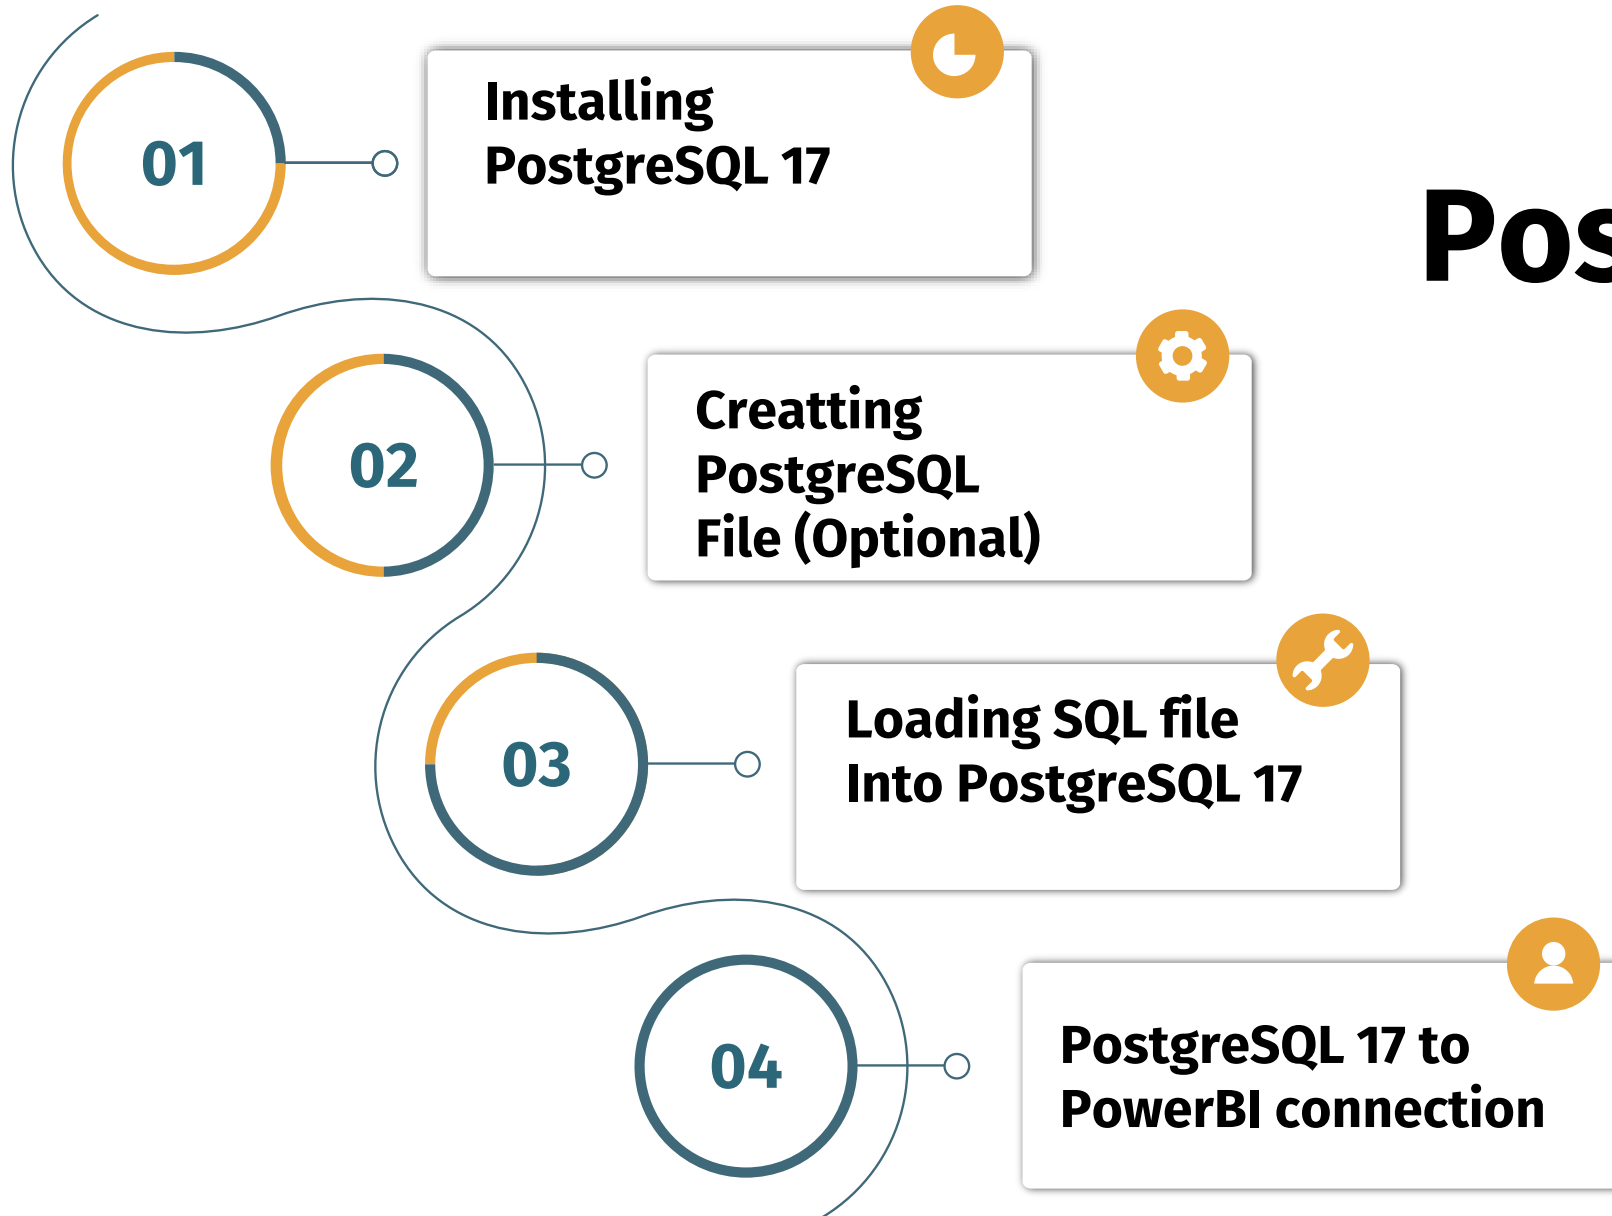 01
Installing
PostgreSQL 17
02
Creatting
PostgreSQL
File (Optional)
03
Loading SQL file
Into PostgreSQL 17
04
PostgreSQL 17 to
PowerBI connection